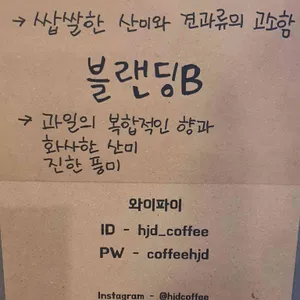 → 쌉쌀한 산미와 견과류의 고소함
블랜딩B
→ 과일의 복합적인 향과
화사한 산미
진한 풍미
와이파이
ID - hjd_coffee
PW - coffeehjd
Instagram - @hjdcoffee